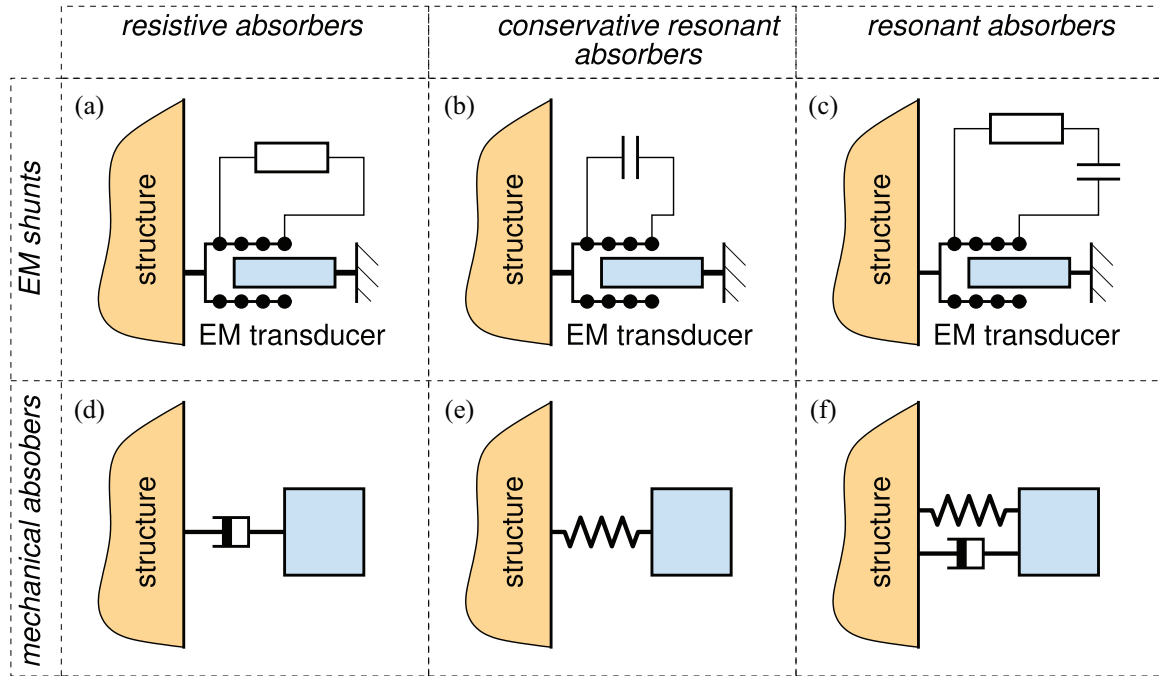 resistive absorbers
conservative resonant
absorbers
resonant absorbers
EM shunts
(a)
structure
EM transducer
(b)
structure
EM transducer
(c)
structure
EM transducer
mechanical absobers
(d)
structure
(e)
structure
(f)
structure